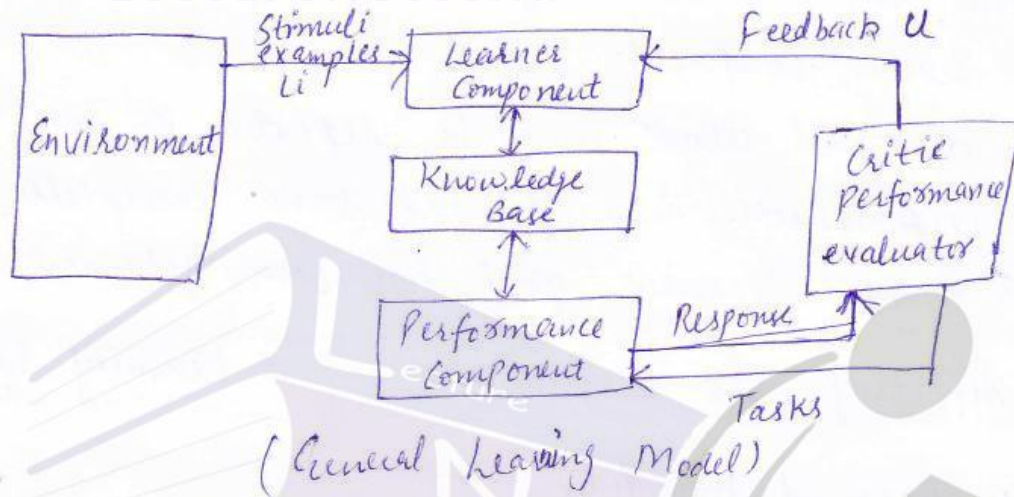 Stimuli
examples
Li
Feedback U
Environment
Learner
Component
Knowledge
Base
Critic
Performance
evaluator
Performance
Component
Response
Tasks
Lecture
N
(General Learning Model)